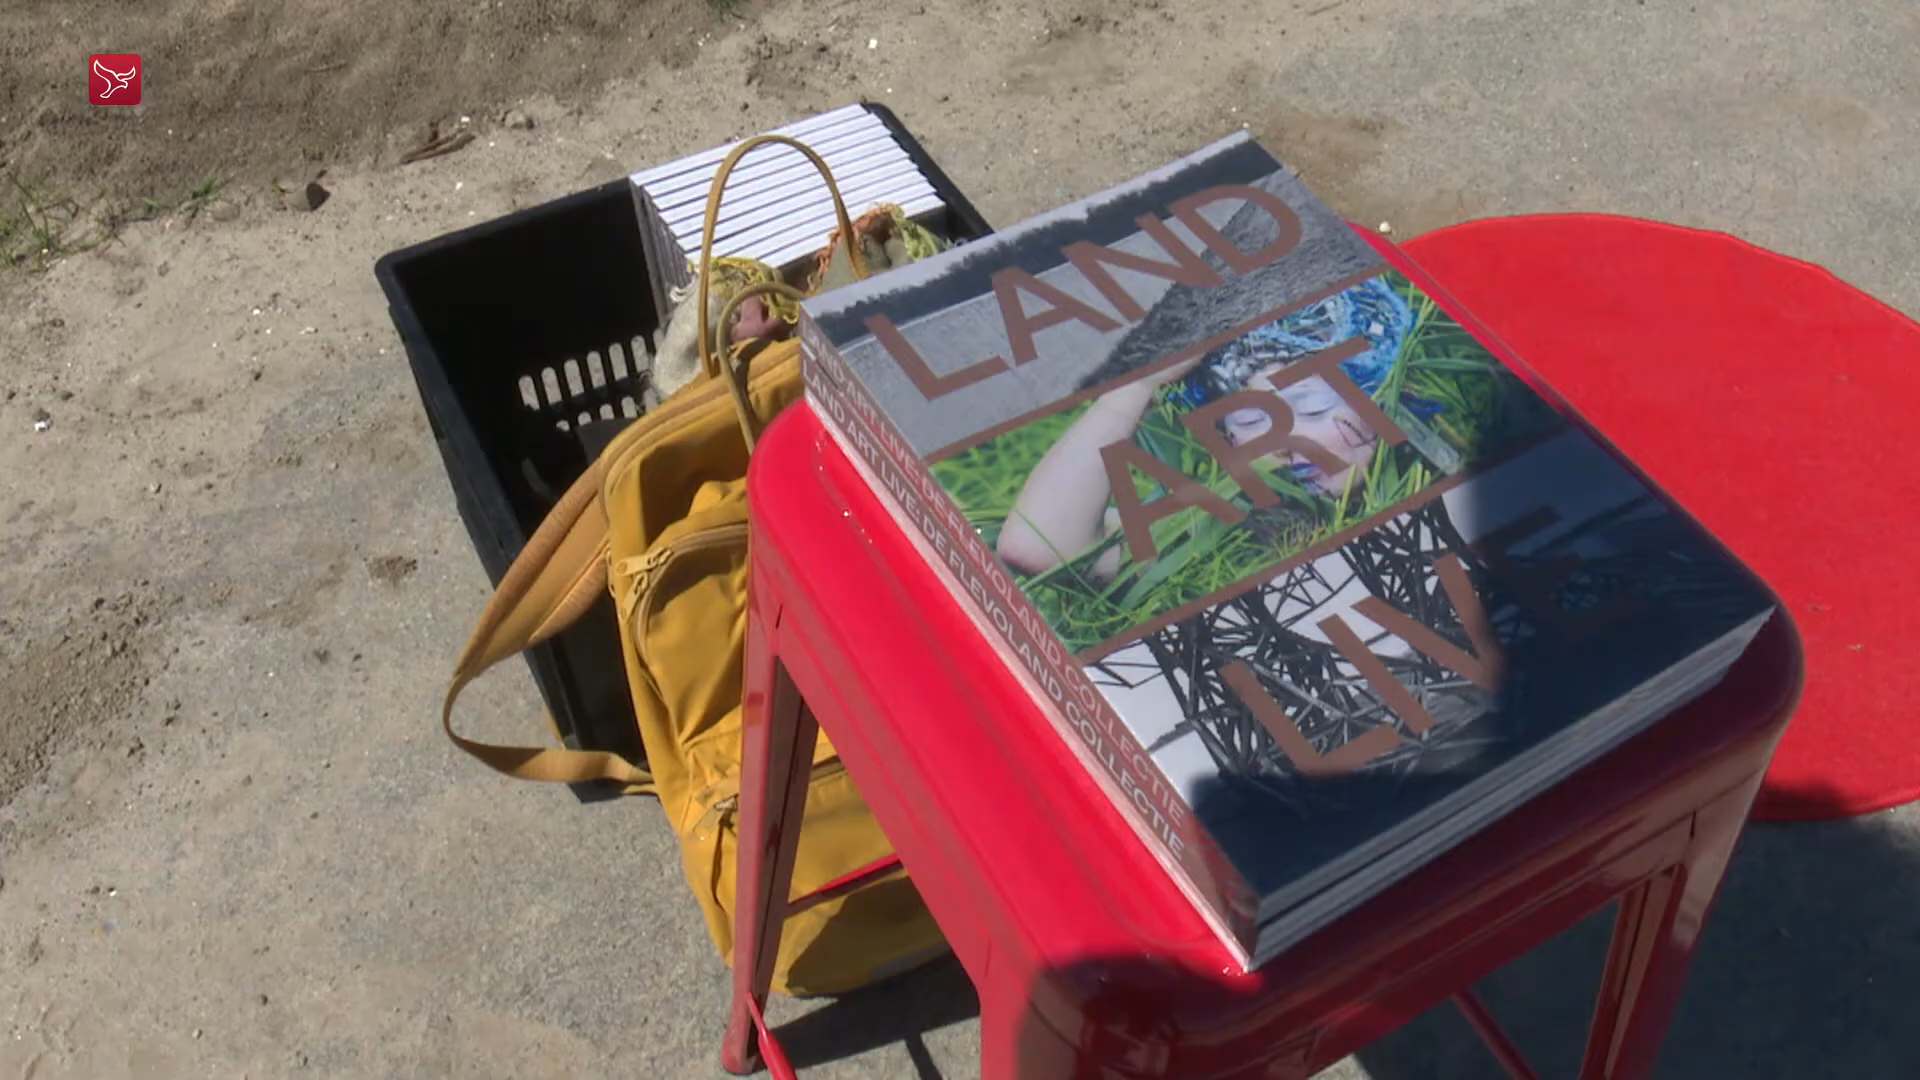 LAND
ART
LIVE
LAND ART LIVE: DE FLEVOLAND COLLECTIE
LAND ART LIVE: DE FLEVOLAND COLLECTIE